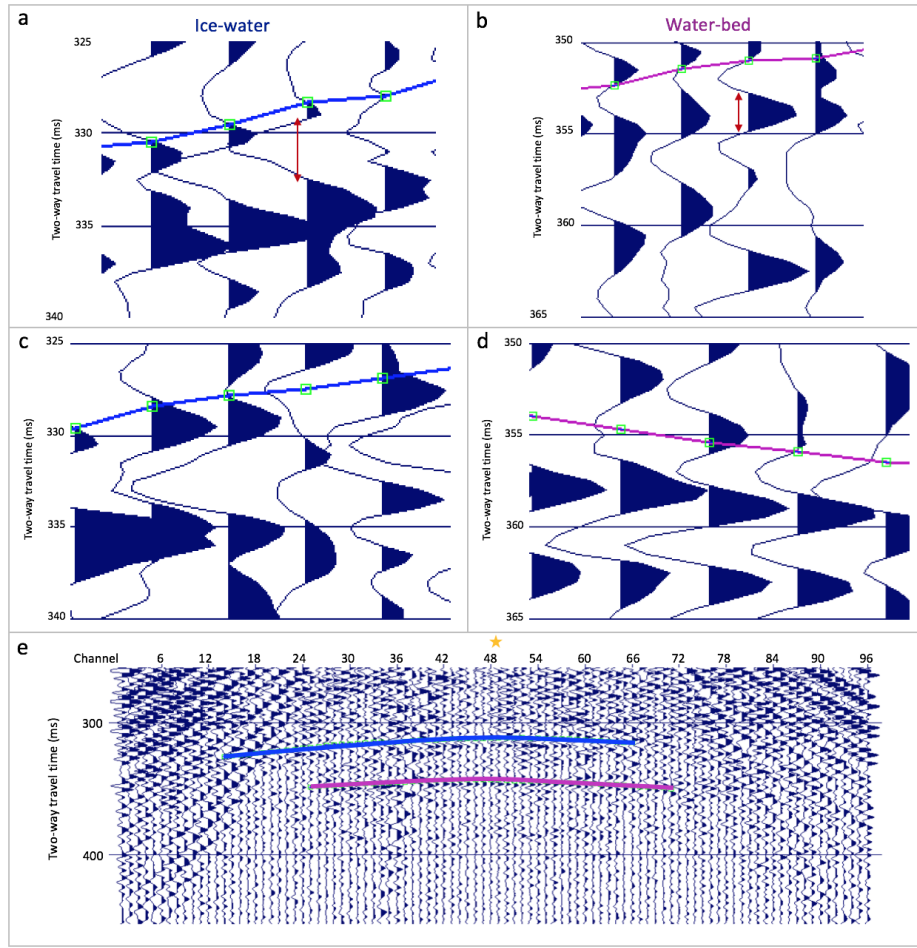 a Ice-water
b Water-bed
Two-way travel time (ms)
325
330
335
340
Two-way travel time (ms)
350
355
360
365
c
d
Two-way travel time (ms)
325
330
335
340
Two-way travel time (ms)
350
355
360
365
e
Channel 6 12 18 24 30 36 42 48 54 60 66 72 78 84 90 96
Two-way travel time (ms)
300
400